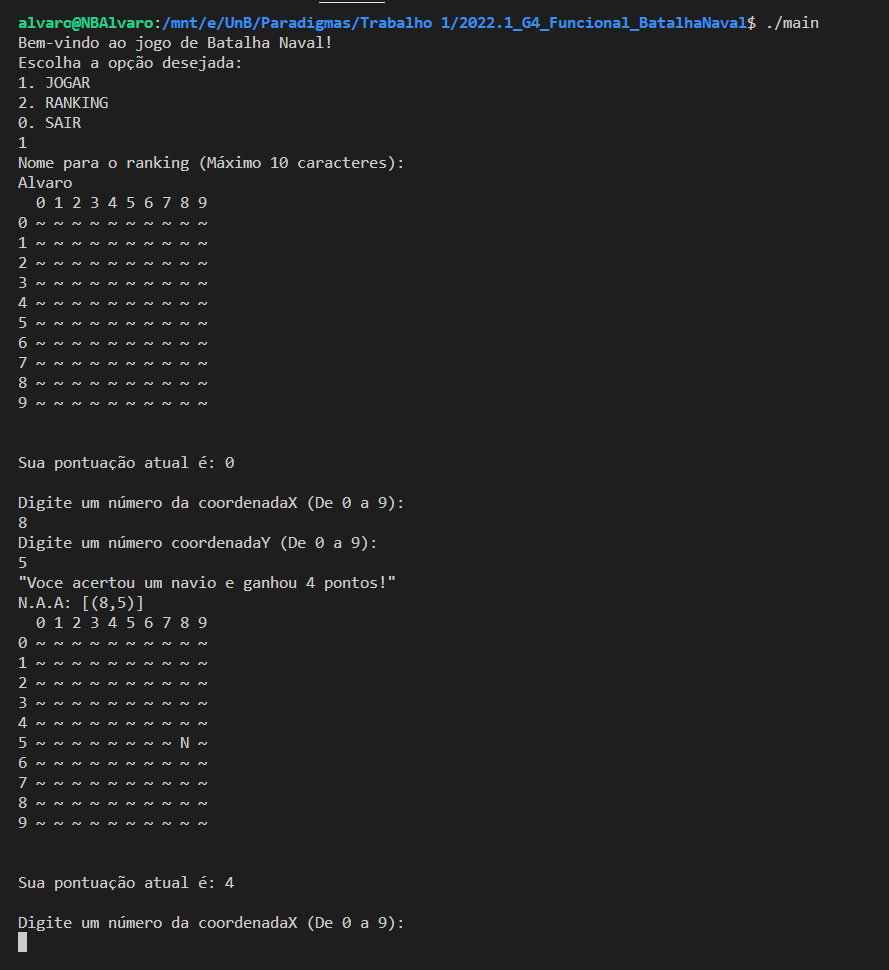 alvaro@NBAlvaro:/mnt/e/UnB/Paradigmas/Trabalho 1/2022.1_G4_Funcional_BatalhaNaval$ ./main
Bem-vindo ao jogo de Batalha Naval!
Escolha a opção desejada:
1. JOGAR
2. RANKING
0. SAIR
1
Nome para o ranking (Máximo 10 caracteres):
Alvaro
  0 1 2 3 4 5 6 7 8 9
0 ~ ~ ~ ~ ~ ~ ~ ~ ~ ~
1 ~ ~ ~ ~ ~ ~ ~ ~ ~ ~
2 ~ ~ ~ ~ ~ ~ ~ ~ ~ ~
3 ~ ~ ~ ~ ~ ~ ~ ~ ~ ~
4 ~ ~ ~ ~ ~ ~ ~ ~ ~ ~
5 ~ ~ ~ ~ ~ ~ ~ ~ ~ ~
6 ~ ~ ~ ~ ~ ~ ~ ~ ~ ~
7 ~ ~ ~ ~ ~ ~ ~ ~ ~ ~
8 ~ ~ ~ ~ ~ ~ ~ ~ ~ ~
9 ~ ~ ~ ~ ~ ~ ~ ~ ~ ~
Sua pontuação atual é: 0
Digite um número da coordenadaX (De 0 a 9):
8
Digite um número coordenadaY (De 0 a 9):
5
"Voce acertou um navio e ganhou 4 pontos!"
N.A.A: [(8,5)]
  0 1 2 3 4 5 6 7 8 9
0 ~ ~ ~ ~ ~ ~ ~ ~ ~ ~
1 ~ ~ ~ ~ ~ ~ ~ ~ ~ ~
2 ~ ~ ~ ~ ~ ~ ~ ~ ~ ~
3 ~ ~ ~ ~ ~ ~ ~ ~ ~ ~
4 ~ ~ ~ ~ ~ ~ ~ ~ ~ ~
5 ~ ~ ~ ~ ~ ~ ~ ~ N ~
6 ~ ~ ~ ~ ~ ~ ~ ~ ~ ~
7 ~ ~ ~ ~ ~ ~ ~ ~ ~ ~
8 ~ ~ ~ ~ ~ ~ ~ ~ ~ ~
9 ~ ~ ~ ~ ~ ~ ~ ~ ~ ~
Sua pontuação atual é: 4
Digite um número da coordenadaX (De 0 a 9):